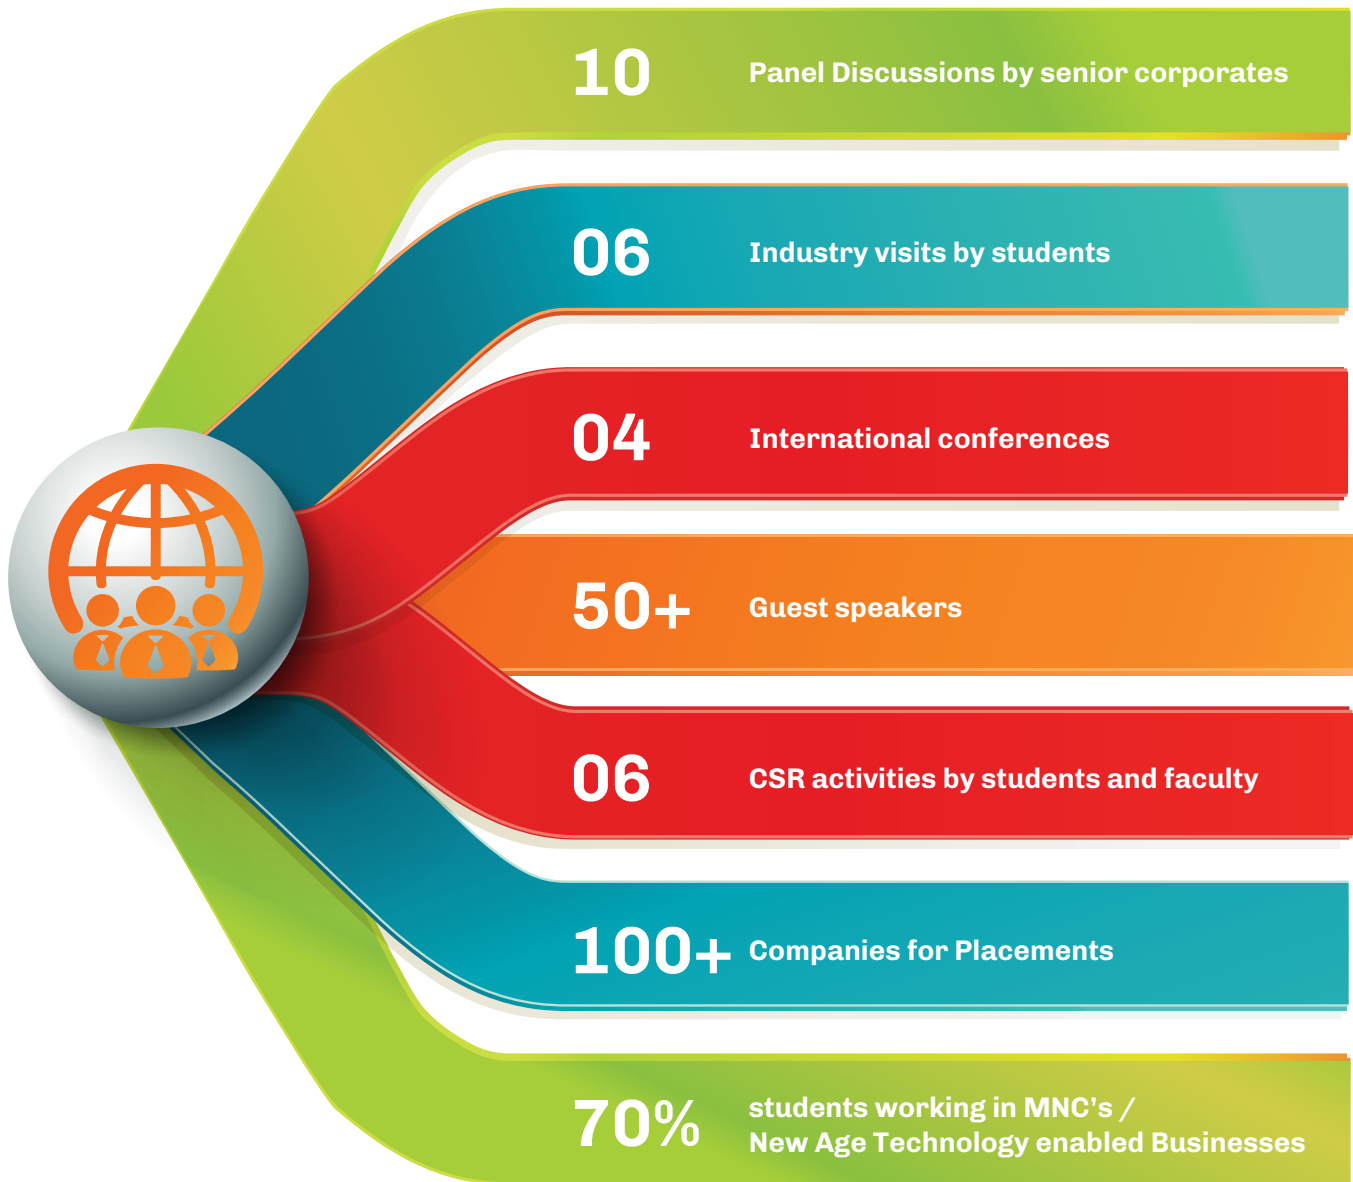 10 Panel Discussions by senior corporates
06 Industry visits by students
04 International conferences
50+ Guest speakers
06 CSR activities by students and faculty
100+ Companies for Placements
70% students working in MNC's /
New Age Technology enabled Businesses